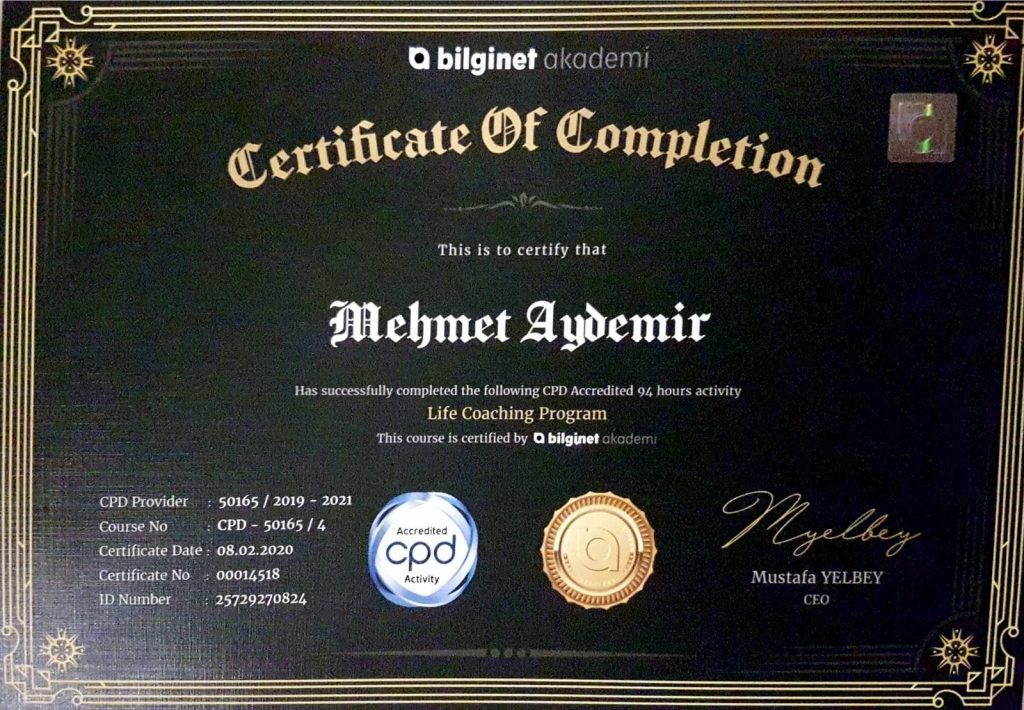 bilginet akademi
Certificate Of Completion
This is to certify that
Mehmet Aydemir
Has successfully completed the following CPD Accredited 94 hours activity
Life Coaching Program
This course is certified by bilginet akademi
CPD Provider : 50165 / 2019 - 2021
Course No : CPD - 50165 / 4
Certificate Date : 08.02.2020
Certificate No : 00014518
ID Number : 25729270824
Accredited
cpd
Activity
Myelbey
Mustafa YELBEY
CEO